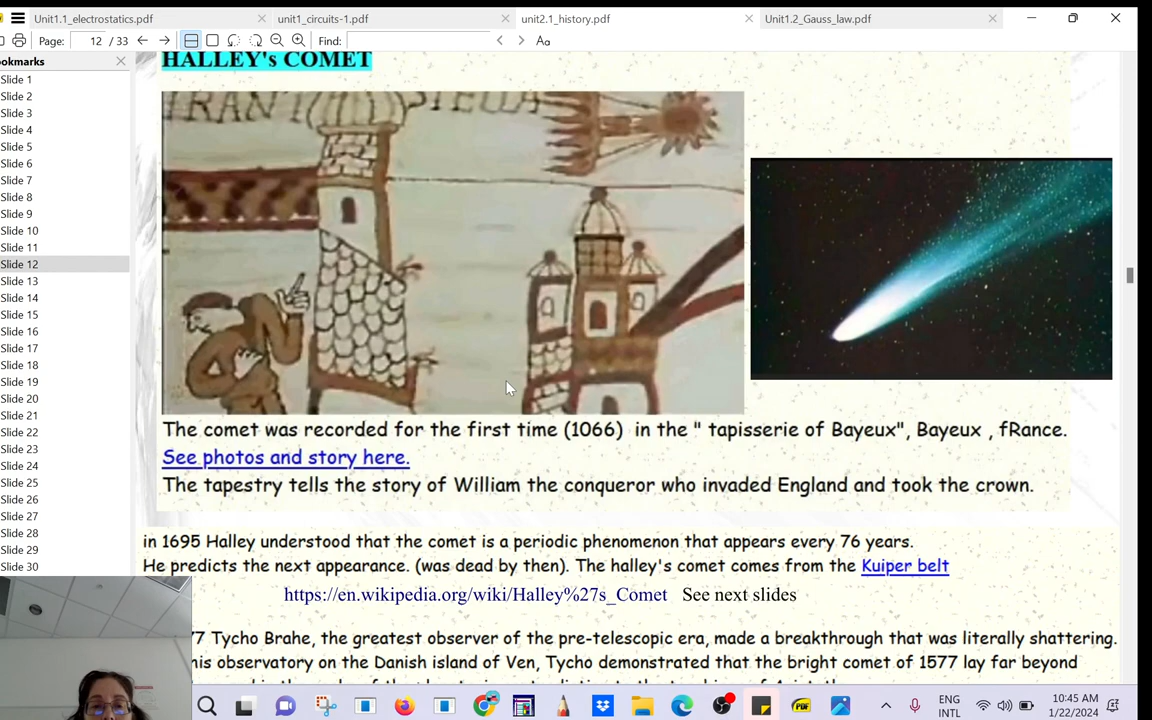 Unit1.1_electrostatics.pdf
unit1_circuits-1.pdf
unit2.1_history.pdf
Unit1.2_Gauss_law.pdf
Page: 12 / 33
Find:
Aa
ookmarks
Slide 1
Slide 2
Slide 3
Slide 4
Slide 5
Slide 6
Slide 7
Slide 8
Slide 9
Slide 10
Slide 11
Slide 12
Slide 13
Slide 14
Slide 15
Slide 16
Slide 17
Slide 18
Slide 19
Slide 20
Slide 21
Slide 22
Slide 23
Slide 24
Slide 25
Slide 26
Slide 27
Slide 28
Slide 29
Slide 30
HALLEY's COMET
The comet was recorded for the first time (1066) in the " tapisserie of Bayeux", Bayeux , fRance.
See photos and story here.
The tapestry tells the story of William the conqueror who invaded England and took the crown.
in 1695 Halley understood that the comet is a periodic phenomenon that appears every 76 years.
He predicts the next appearance. (was dead by then). The halley's comet comes from the Kuiper belt
https://en.wikipedia.org/wiki/Halley%27s_Comet See next slides
77 Tycho Brahe, the greatest observer of the pre-telescopic era, made a breakthrough that was literally shattering.
his observatory on the Danish island of Ven, Tycho demonstrated that the bright comet of 1577 lay far beyond
ENG
INTL
10:45 AM
1/22/2024